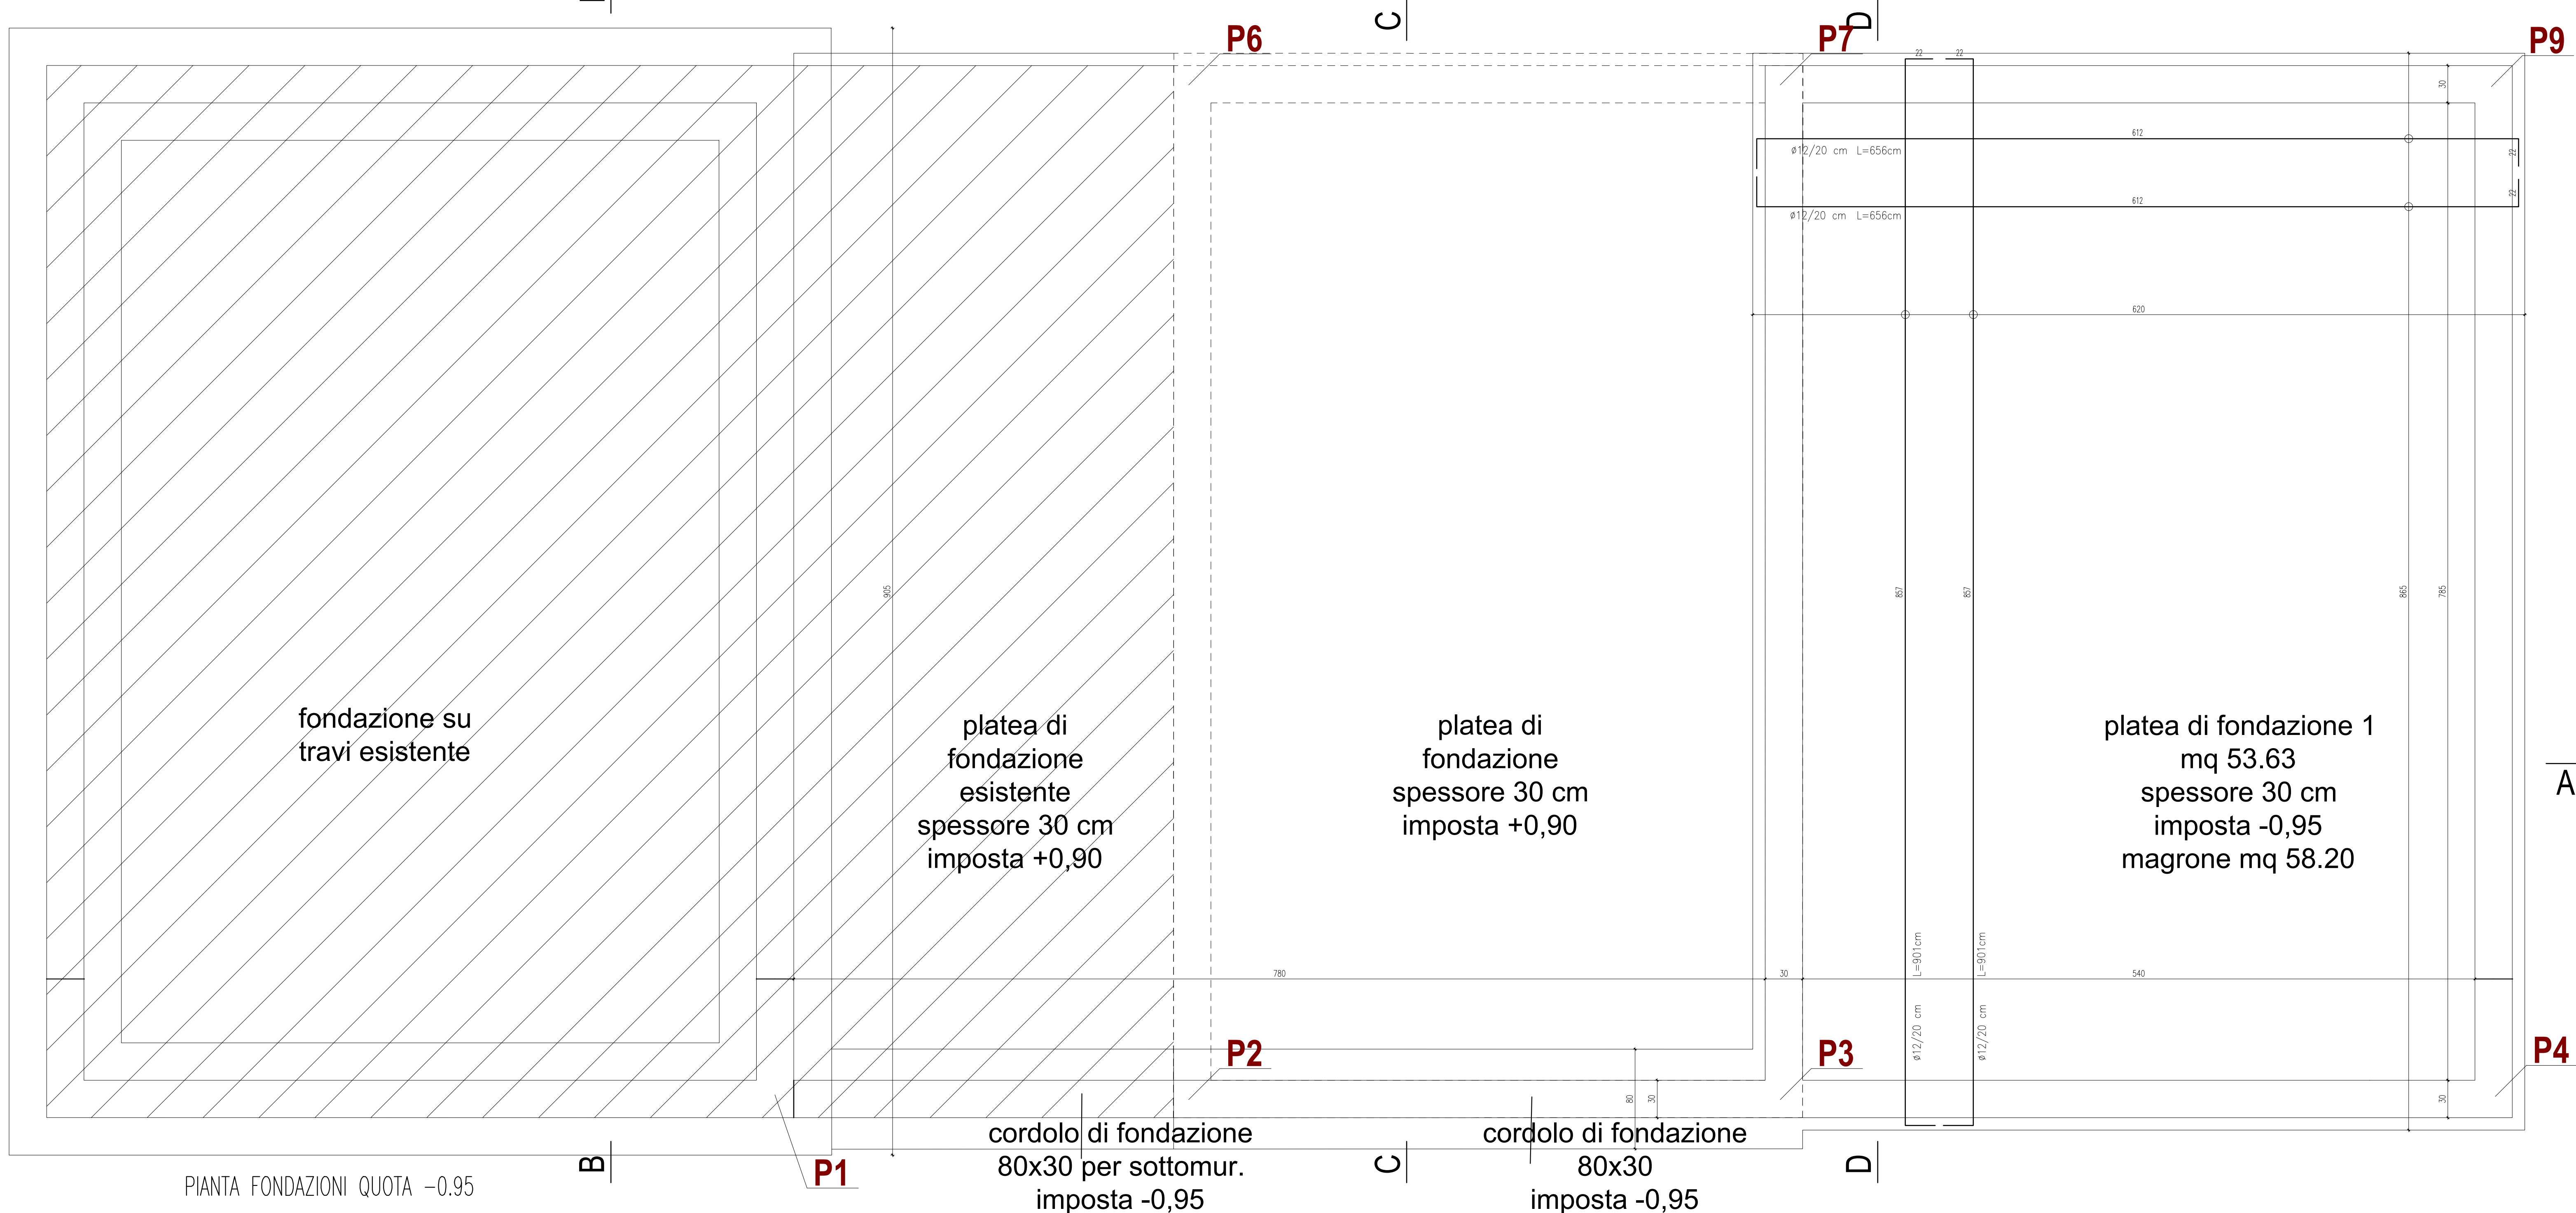 C
D
P6
P7
P9
22
22
30
612
22
ø12/20 cm L=656cm
612
22
ø12/20 cm L=656cm
620
905
857
857
865
785
fondazione su
travi esistente
platea di
fondazione
esistente
spessore 30 cm
imposta +0,90
platea di
fondazione
spessore 30 cm
imposta +0,90
platea di fondazione 1
mq 53.63
spessore 30 cm
imposta -0,95
magrone mq 58.20
A
ø12/20 cm L=901cm
ø12/20 cm L=901cm
780
30
540
P2
P3
P4
80
30
30
cordolo di fondazione
80x30 per sottomur.
imposta -0,95
cordolo di fondazione
80x30
imposta -0,95
B
C
D
P1
PIANTA FONDAZIONI QUOTA -0.95